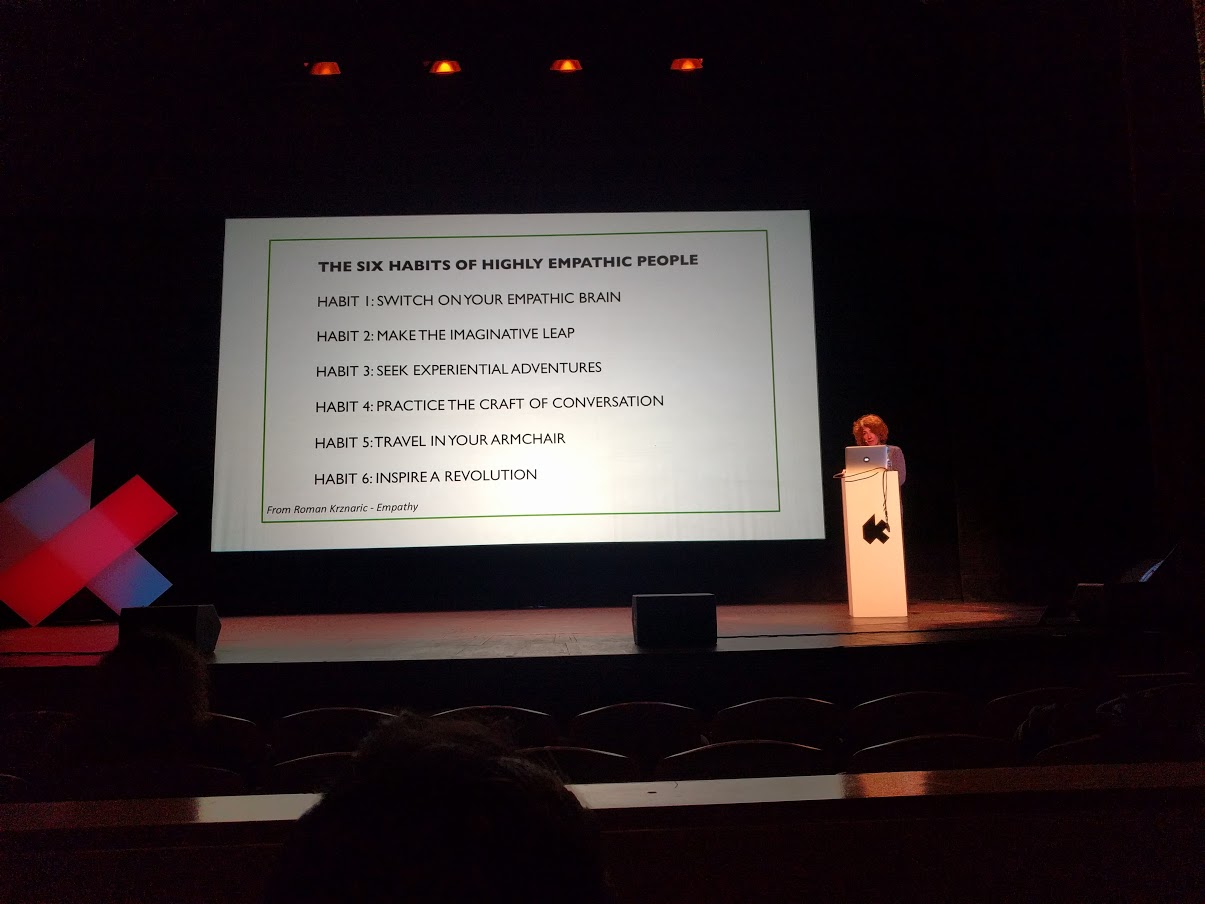 THE SIX HABITS OF HIGHLY EMPATHIC PEOPLE
HABIT 1: SWITCH ON YOUR EMPATHIC BRAIN
HABIT 2: MAKE THE IMAGINATIVE LEAP
HABIT 3: SEEK EXPERIENTIAL ADVENTURES
HABIT 4: PRACTICE THE CRAFT OF CONVERSATION
HABIT 5: TRAVEL IN YOUR ARMCHAIR
HABIT 6: INSPIRE A REVOLUTION
From Roman Krznaric - Empathy